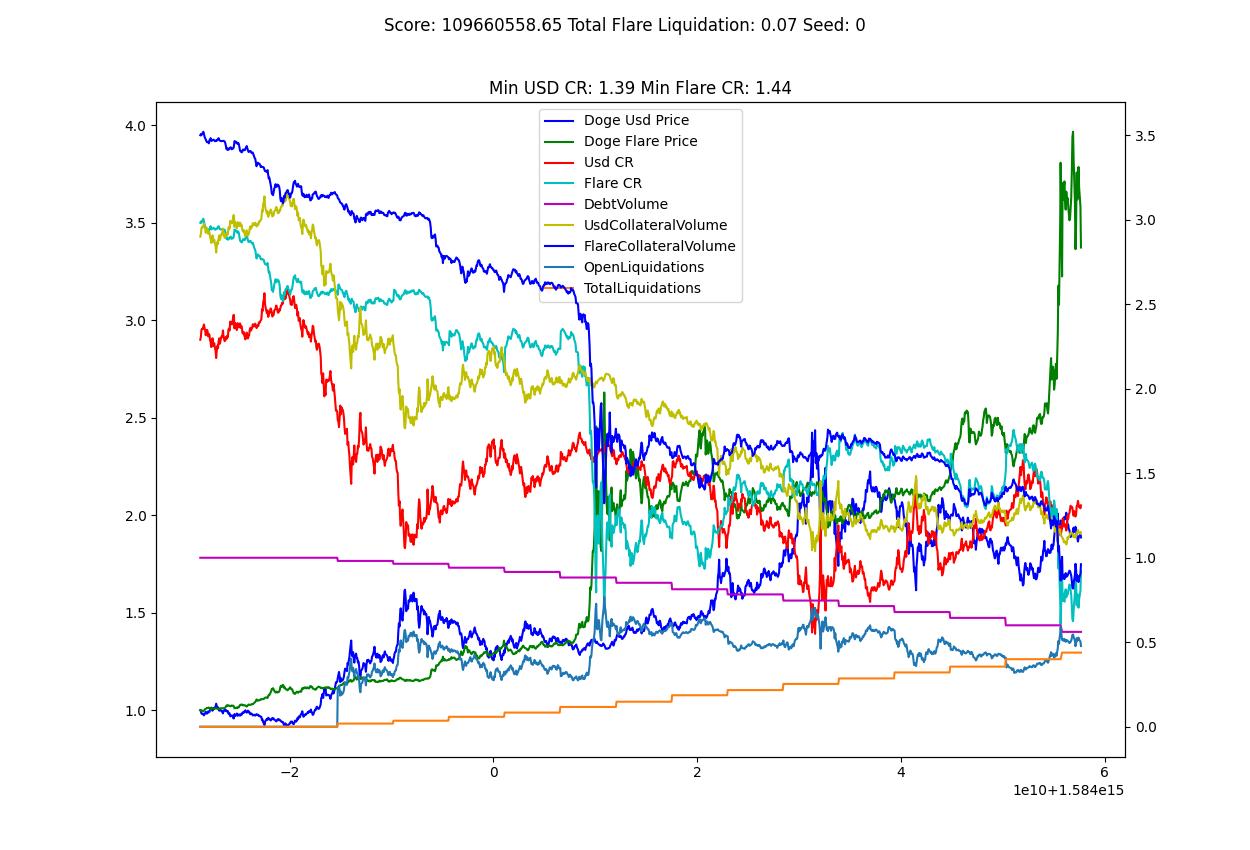 Score: 109660558.65 Total Flare Liquidation: 0.07 Seed: 0
Min USD CR: 1.39 Min Flare CR: 1.44
Doge Usd Price
Doge Flare Price
Usd CR
Flare CR
DebtVolume
UsdCollateralVolume
FlareCollateralVolume
OpenLiquidations
TotalLiquidations
4.0
3.5
3.0
2.5
2.0
1.5
1.0
3.5
3.0
2.5
2.0
1.5
1.0
0.5
0.0
−2 0 2 4 6
1e10+1.584e15